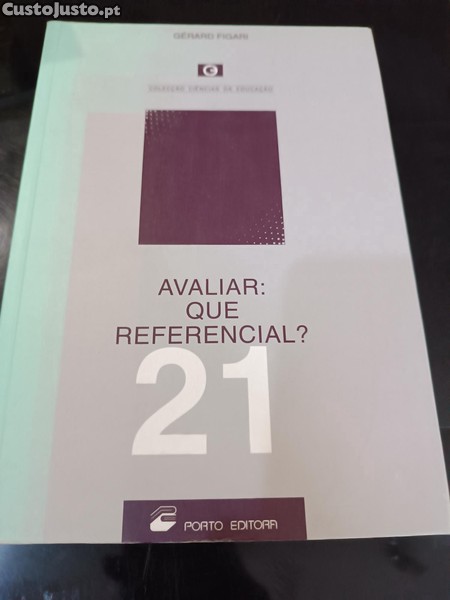 CustoJusto.pt
GÉRARD FIGARI
COLECÇÃO CIÊNCIAS DA EDUCAÇÃO
AVALIAR:
QUE
REFERENCIAL?
21
PORTO EDITORA